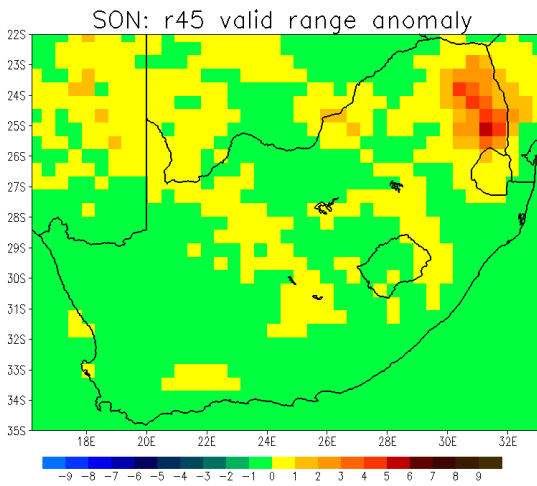 SON: r45 valid range anomaly
22S
23S
24S
25S
26S
27S
28S
29S
30S
31S
32S
33S
34S
35S
18E 20E 22E 24E 26E 28E 30E 32E
−9 −8 −7 −6 −5 −4 −3 −2 −1 0 1 2 3 4 5 6 7 8 9